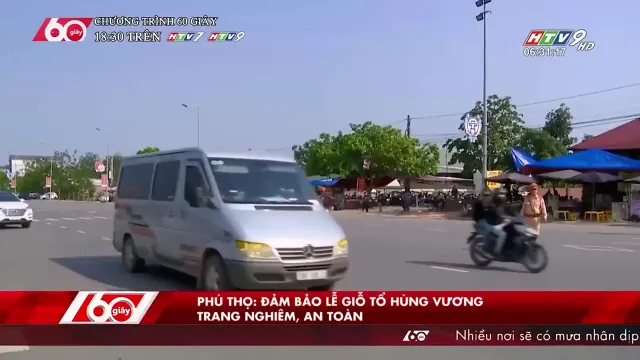 60 giây
CHƯƠNG TRÌNH 60 GIÂY
18:30 TRÊN HTV7 HTV9
HTV9 HD
06:31:17
60 giây
PHÚ THỌ: ĐẢM BẢO LỄ GIỖ TỔ HÙNG VƯƠNG
TRANG NGHIÊM, AN TOÀN
60 giây
Nhiều nơi sẽ có mưa nhân dịp